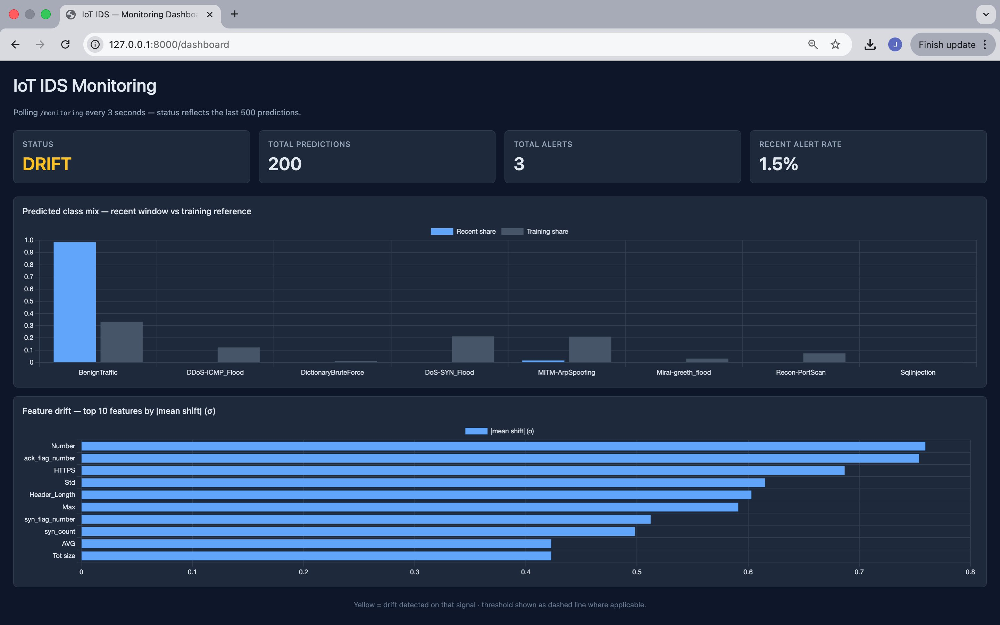 IoT IDS — Monitoring Dashbo
127.0.0.1:8000/dashboard
J
Finish update
IoT IDS Monitoring
Polling /monitoring every 3 seconds — status reflects the last 500 predictions.
STATUS
DRIFT
TOTAL PREDICTIONS
200
TOTAL ALERTS
3
RECENT ALERT RATE
1.5%
Predicted class mix — recent window vs training reference
Recent share
Training share
1.0
0.9
0.8
0.7
0.6
0.5
0.4
0.3
0.2
0.1
0
BenignTraffic
DDoS-ICMP_Flood
DictionaryBruteForce
DoS-SYN_Flood
MITM-ArpSpoofing
Mirai-greeth_flood
Recon-PortScan
SqlInjection
Feature drift — top 10 features by |mean shift| (σ)
|mean shift| (σ)
Number
ack_flag_number
HTTPS
Std
Header_Length
Max
syn_flag_number
syn_count
AVG
Tot size
0
0.1
0.2
0.3
0.4
0.5
0.6
0.7
0.8
Yellow = drift detected on that signal · threshold shown as dashed line where applicable.